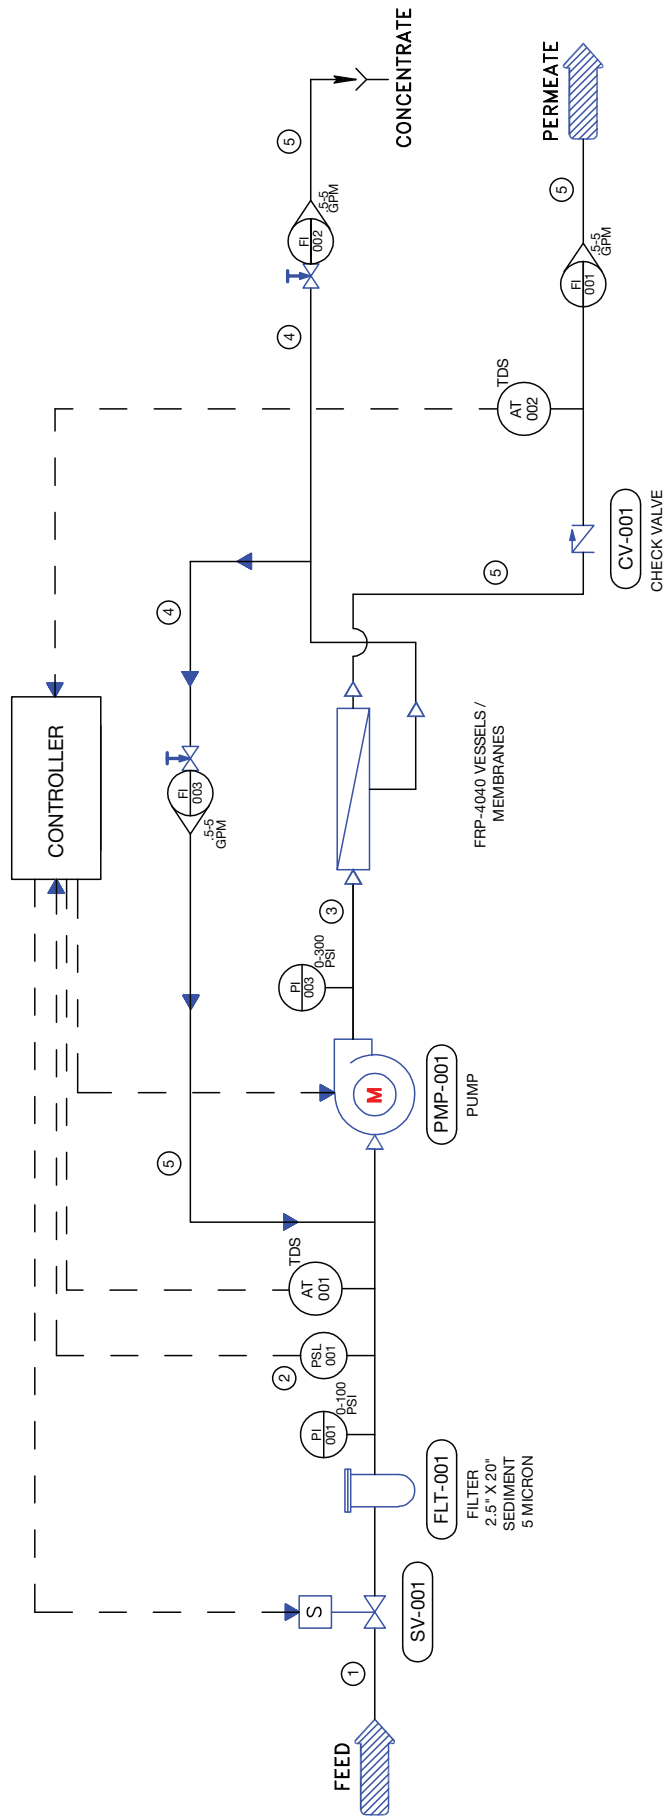 FEED
1
S
SV-001
FLT-001
FILTER
2.5" X 20"
SEDIMENT
5 MICRON
PI
001
0-100
PSI
2
PSL
001
AT
001
TDS
5
PMP-001
PUMP
M
PI
003
0-300
PSI
3
FRP-4040 VESSELS /
MEMBRANES
CONTROLLER
FI
003
.5-5
GPM
4
5
CV-001
CHECK VALVE
AT
002
TDS
4
FI
002
.5-5
GPM
5
CONCENTRATE
FI
001
.5-5
GPM
5
PERMEATE